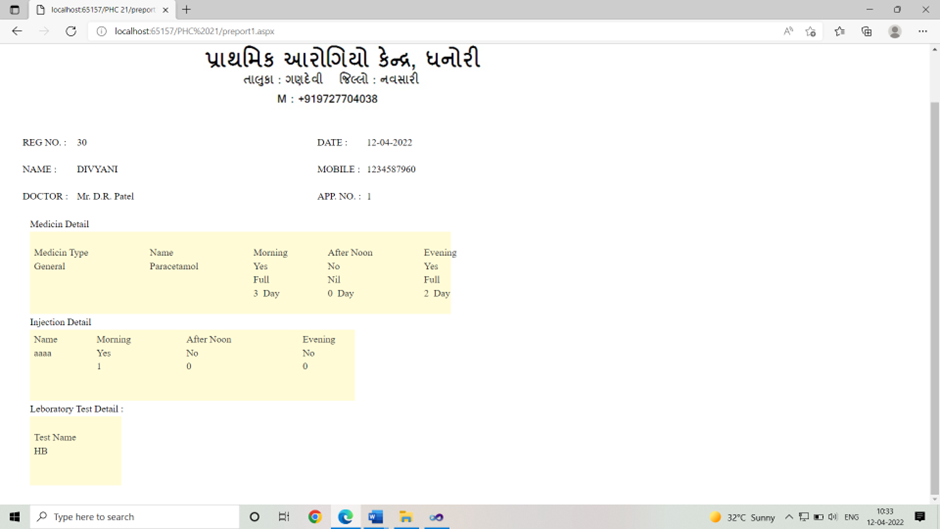 localhost:65157/PHC 21/preport
localhost:65157/PHC%2021/preport1.aspx
પ્રાથમિક આરોગિયો કેન્દ્ર, ધનોરી
તાલુકા : ગણદેવી જિલ્લો : નવસારી
M : +919727704038
REG NO. : 30 DATE : 12-04-2022
NAME : DIVYANI MOBILE : 1234587960
DOCTOR : Mr. D.R. Patel APP. NO. : 1
Medicin Detail
Medicin Type Name Morning After Noon Evening
General Paracetamol Yes No Yes
Full Nil Full
3 Day 0 Day 2 Day
Injection Detail
Name Morning After Noon Evening
aaaa Yes No No
1 0 0
Leboratory Test Detail :
Test Name
HB
Type here to search 32°C Sunny ENG 10:33
12-04-2022